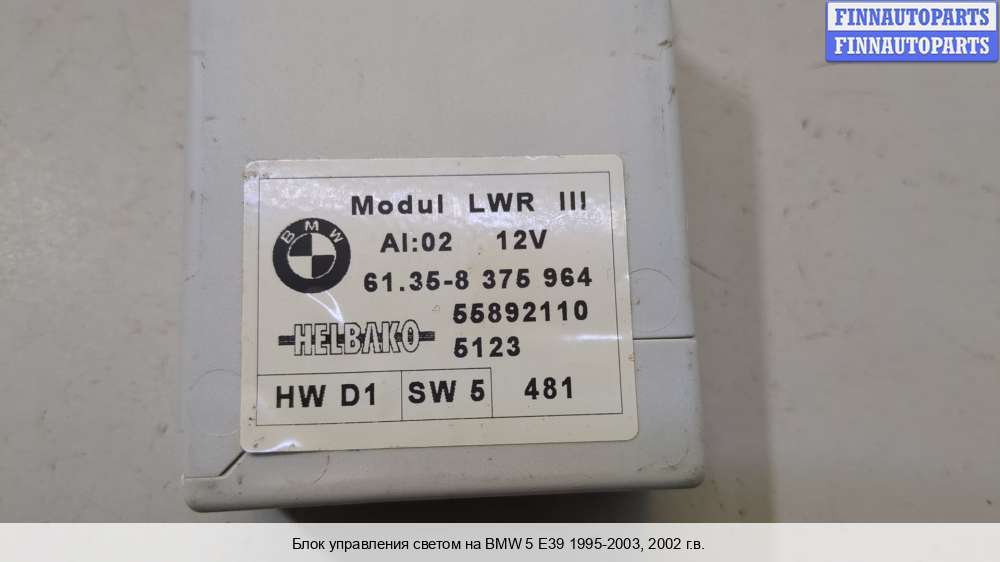 FINNAUTOPARTS
FINNAUTOPARTS
Modul LWR III
BMW
AI:02 12V
61.35-8 375 964
55892110
HELBAKO
5123
HW D1 SW 5 481
Блок управления светом на BMW 5 E39 1995-2003, 2002 г.в.